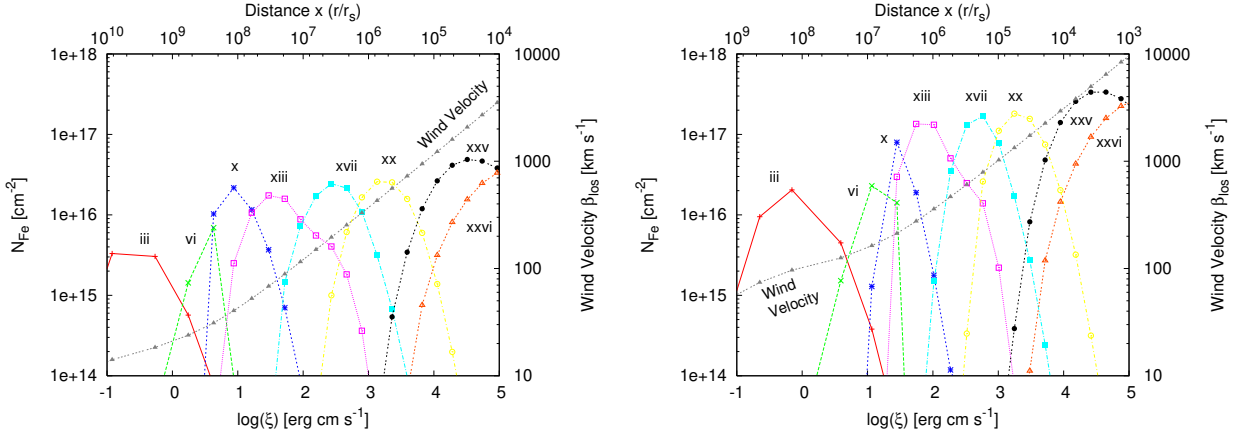 Distance x (r/r_s)
10^10 10^9 10^8 10^7 10^6 10^5 10^4
1e+18 10000
Wind Velocity
xxv
xx
xvii
x
xiii
1e+17 1000
N_Fe [cm^-2]
Wind Velocity β_los [km s^-1]
1e+16
iii vi xxvi
100
1e+15
1e+14 10
-1 0 1 2 3 4 5
log(ξ) [erg cm s^-1]
Distance x (r/r_s)
10^9 10^8 10^7 10^6 10^5 10^4 10^3
1e+18 10000
xiii xvii xx
x
xxv
xxvi
1e+17 1000
iii vi
N_Fe [cm^-2]
Wind Velocity β_los [km s^-1]
1e+16
100
Wind
Velocity
1e+15
1e+14 10
-1 0 1 2 3 4 5
log(ξ) [erg cm s^-1]